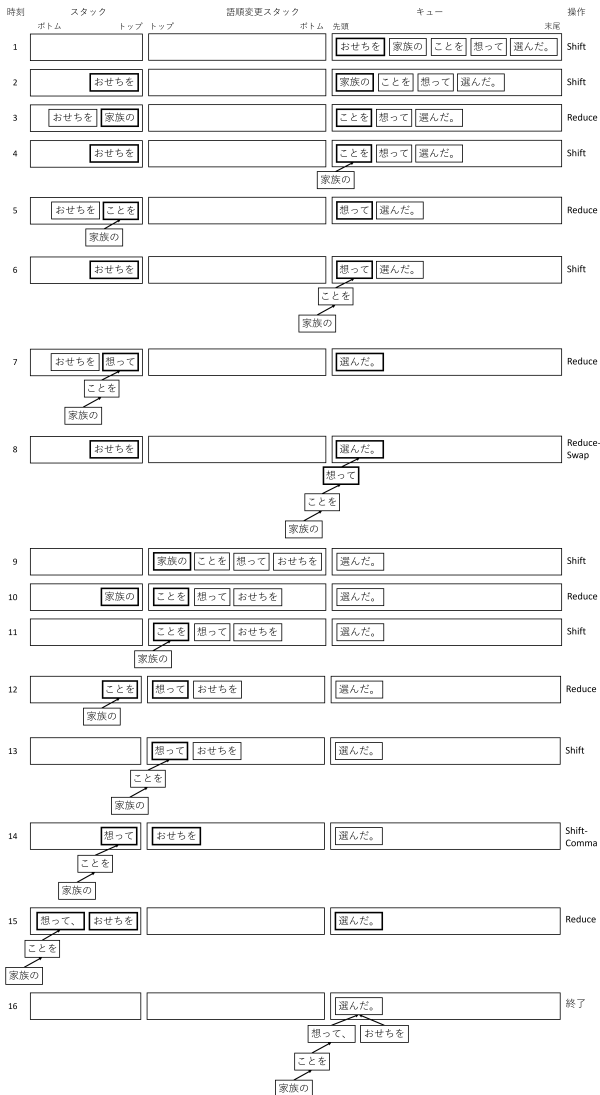 時刻 スタック 語順変更スタック キュー 操作
ボトム トップ トップ ボトム 先頭 末尾
1 おせちを 家族の ことを 想って 選んだ。 Shift
2 おせちを 家族の ことを 想って 選んだ。 Shift
3 おせちを 家族の ことを 想って 選んだ。 Reduce
4 おせちを ことを 想って 選んだ。 Shift
家族の
5 おせちを ことを 想って 選んだ。 Reduce
家族の
6 おせちを 想って 選んだ。 Shift
ことを
家族の
7 おせちを 想って 選んだ。 Reduce
ことを
家族の
8 おせちを 選んだ。 Reduce-
Swap
想って
ことを
家族の
9 家族の ことを 想って おせちを 選んだ。 Shift
10 家族の ことを 想って おせちを 選んだ。 Reduce
11 ことを 想って おせちを 選んだ。 Shift
家族の
12 ことを 想って おせちを 選んだ。 Reduce
家族の
13 想って おせちを 選んだ。 Shift
ことを
家族の
14 想って おせちを 選んだ。 Shift-
Comma
ことを
家族の
15 想って、 おせちを 選んだ。 Reduce
ことを
家族の
16 選んだ。 終了
想って、 おせちを
ことを
家族の